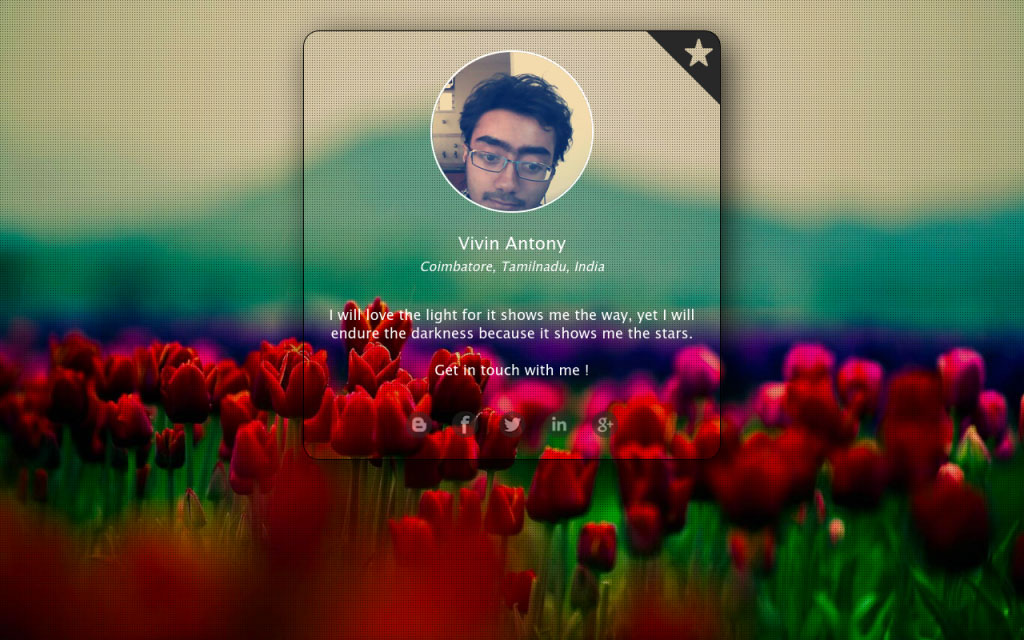 Vivin Antony
Coimbatore, Tamilnadu, India
I will love the light for it shows me the way, yet I will
endure the darkness because it shows me the stars.
Get in touch with me !